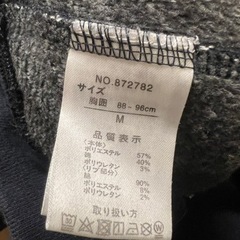 NO.872782
サイズ
胸囲 88~96cm
M
品質表示
〈本体〉
ポリエステル 57%
綿 40%
ポリウレタン 3%
〈リブ部分〉
綿 90%
ポリエステル 8%
ポリウレタン 2%
取り扱い方